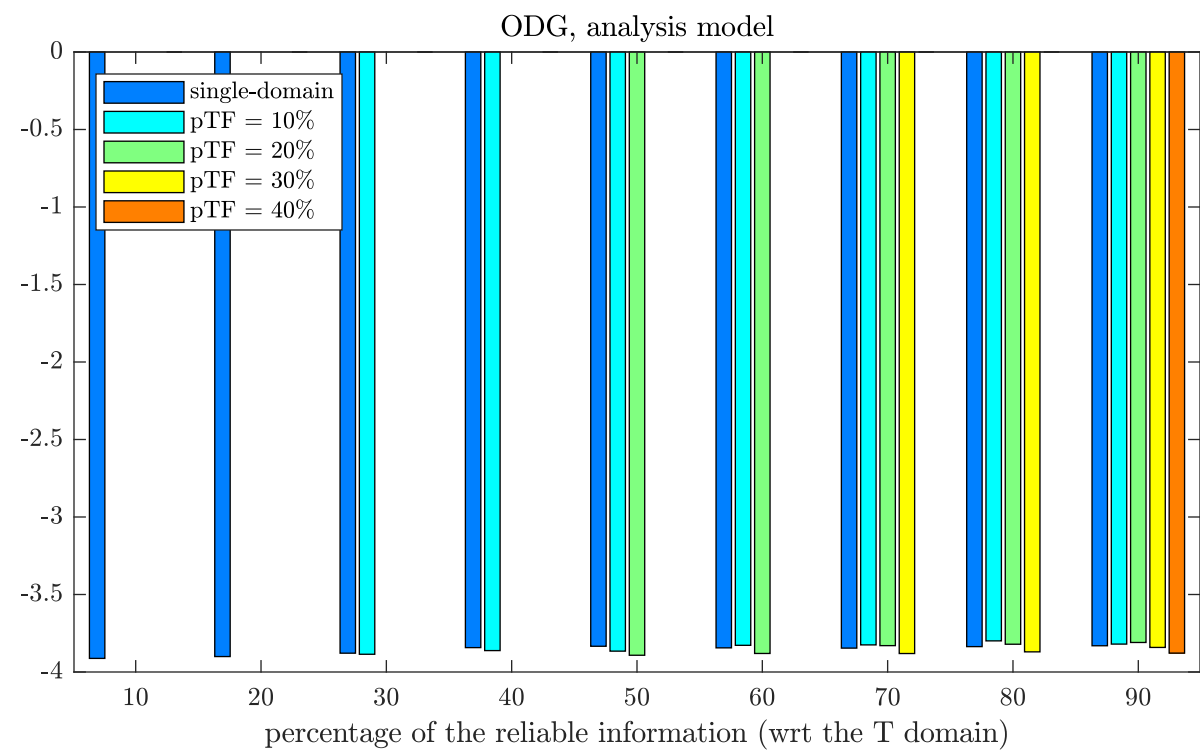 ODG, analysis model
0
-0.5
-1
-1.5
-2
-2.5
-3
-3.5
-4
single-domain
pTF = 10%
pTF = 20%
pTF = 30%
pTF = 40%
10 20 30 40 50 60 70 80 90
percentage of the reliable information (wrt the T domain)